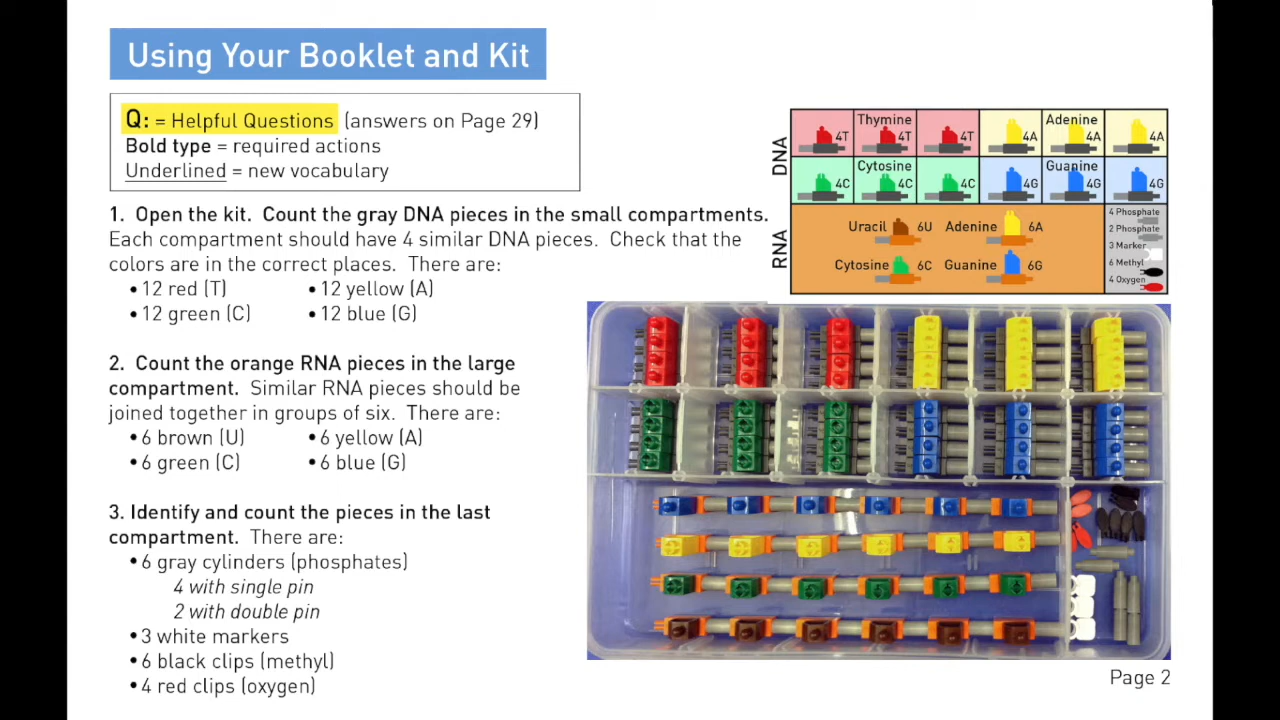 Using Your Booklet and Kit
Q: = Helpful Questions (answers on Page 29)
Bold type = required actions
Underlined = new vocabulary
1. Open the kit. Count the gray DNA pieces in the small compartments.
Each compartment should have 4 similar DNA pieces. Check that the
colors are in the correct places. There are:
• 12 red (T) • 12 yellow (A)
• 12 green (C) • 12 blue (G)
2. Count the orange RNA pieces in the large
compartment. Similar RNA pieces should be
joined together in groups of six. There are:
• 6 brown (U) • 6 yellow (A)
• 6 green (C) • 6 blue (G)
3. Identify and count the pieces in the last
compartment. There are:
• 6 gray cylinders (phosphates)
4 with single pin
2 with double pin
• 3 white markers
• 6 black clips (methyl)
• 4 red clips (oxygen)
DNA
Thymine Adenine
4T 4T 4T 4A 4A 4A
Cytosine Guanine
4C 4C 4C 4G 4G 4G
RNA
Uracil 6U Adenine 6A
Cytosine 6C Guanine 6G
4 Phosphate
2 Phosphate
3 Marker
6 Methyl
4 Oxygen
Page 2